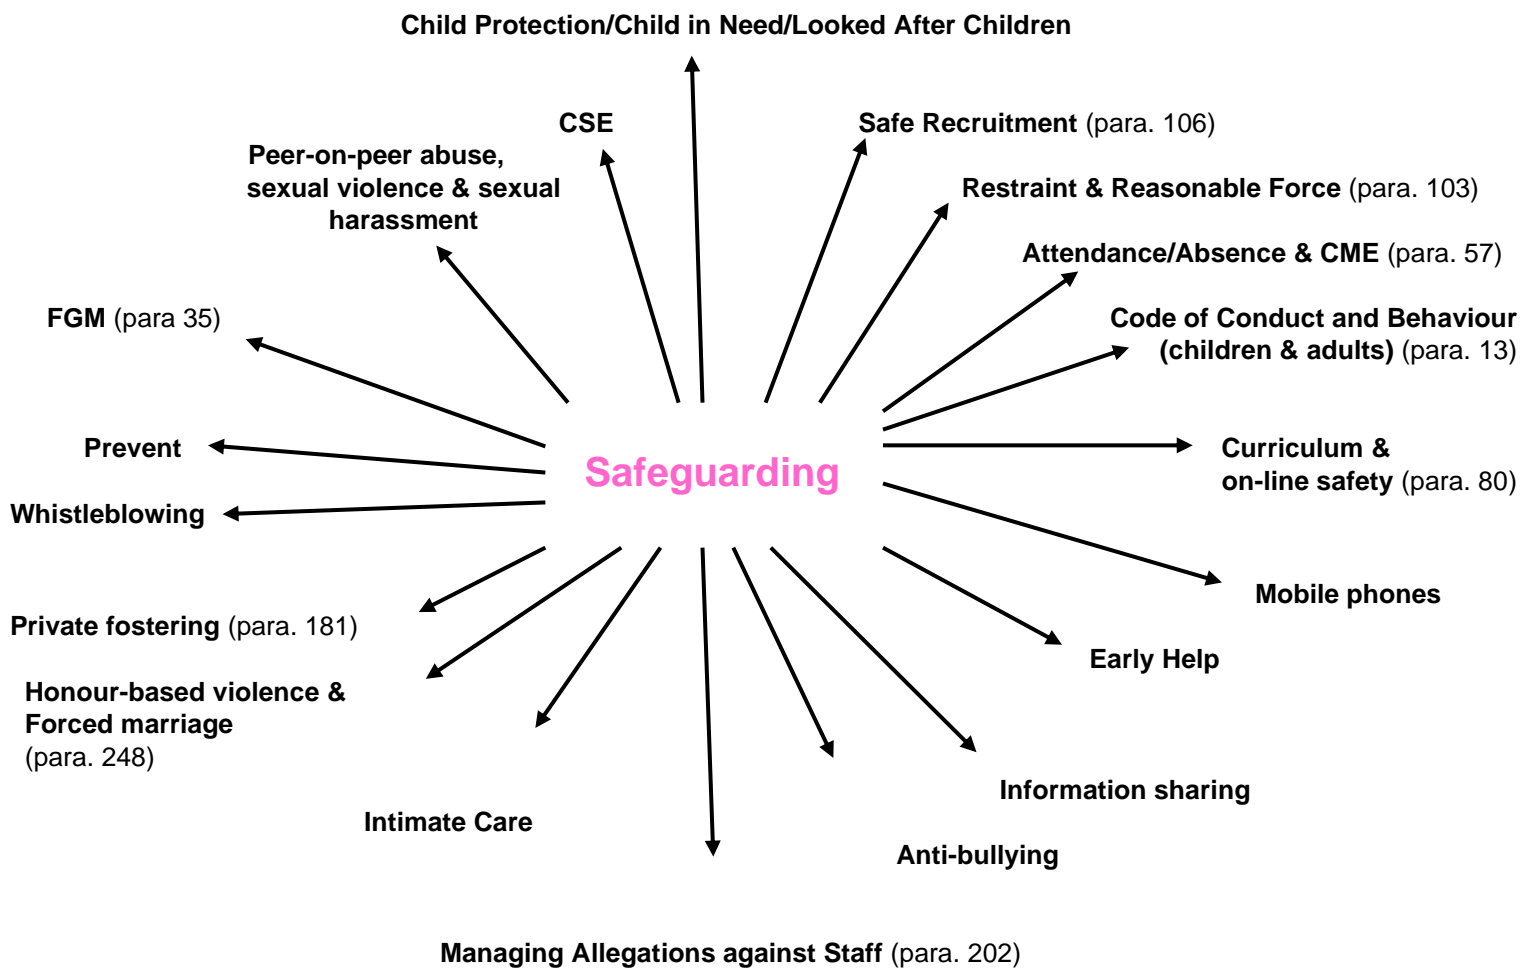 Child Protection/Child in Need/Looked After Children
CSE
Safe Recruitment (para. 106)
Peer-on-peer abuse,
sexual violence & sexual
harassment
Restraint & Reasonable Force (para. 103)
Attendance/Absence & CME (para. 57)
FGM (para 35)
Code of Conduct and Behaviour
(children & adults) (para. 13)
Prevent
Safeguarding
Curriculum &
on-line safety (para. 80)
Whistleblowing
Mobile phones
Private fostering (para. 181)
Early Help
Honour-based violence &
Forced marriage
(para. 248)
Information sharing
Intimate Care
Anti-bullying
Managing Allegations against Staff (para. 202)